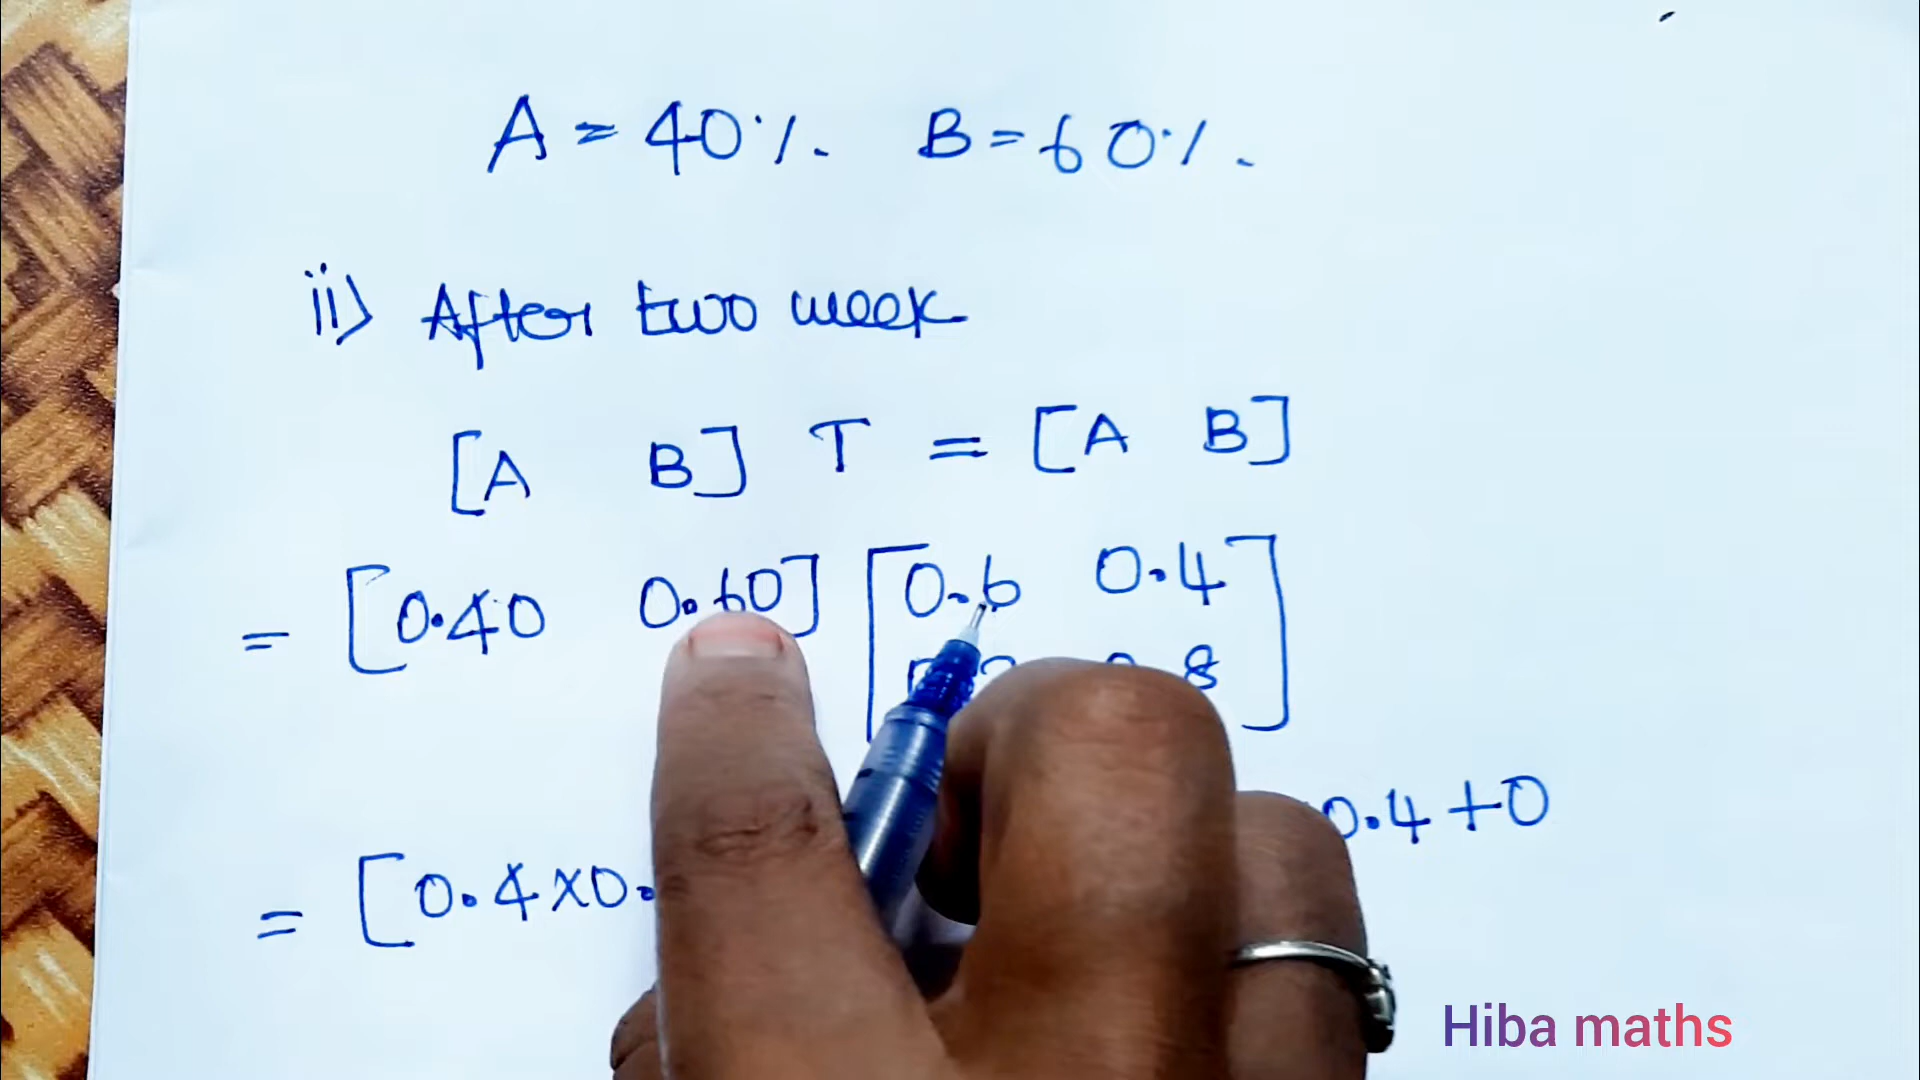 A = 40%. B = 60%.
ii) After two week
[A B] T = [A B]
= [0.40 0.60] [0.6 0.4
8]
0.4+0
= [0.4×0.
Hiba maths